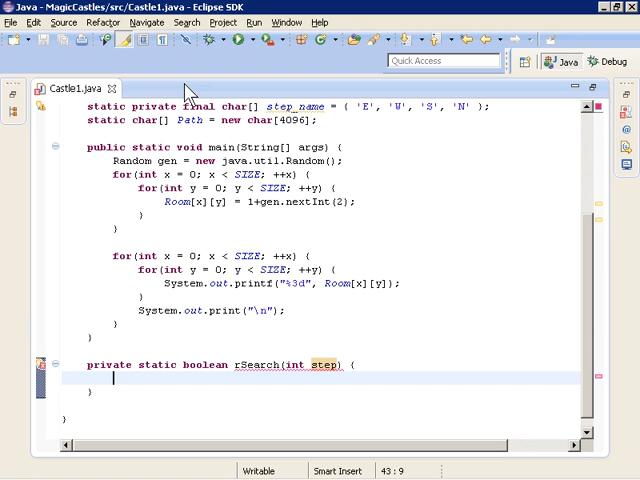 Java - MagicCastles/src/Castle1.java - Eclipse SDK
File Edit Source Refactor Navigate Search Project Run Window Help
Quick Access
Java Debug
Castle1.java
static private final char[] step_name = { 'E', 'W', 'S', 'N' };
static char[] Path = new char[4096];
public static void main(String[] args) {
Random gen = new java.util.Random();
for(int x = 0; x < SIZE; ++x) {
for(int y = 0; y < SIZE; ++y) {
Room[x][y] = 1+gen.nextInt(2);
}
}
for(int x = 0; x < SIZE; ++x) {
for(int y = 0; y < SIZE; ++y) {
System.out.printf("%3d", Room[x][y]);
}
System.out.print("\n");
}
}
private static boolean rSearch(int step) {
}
}
Writable Smart Insert 43 : 9